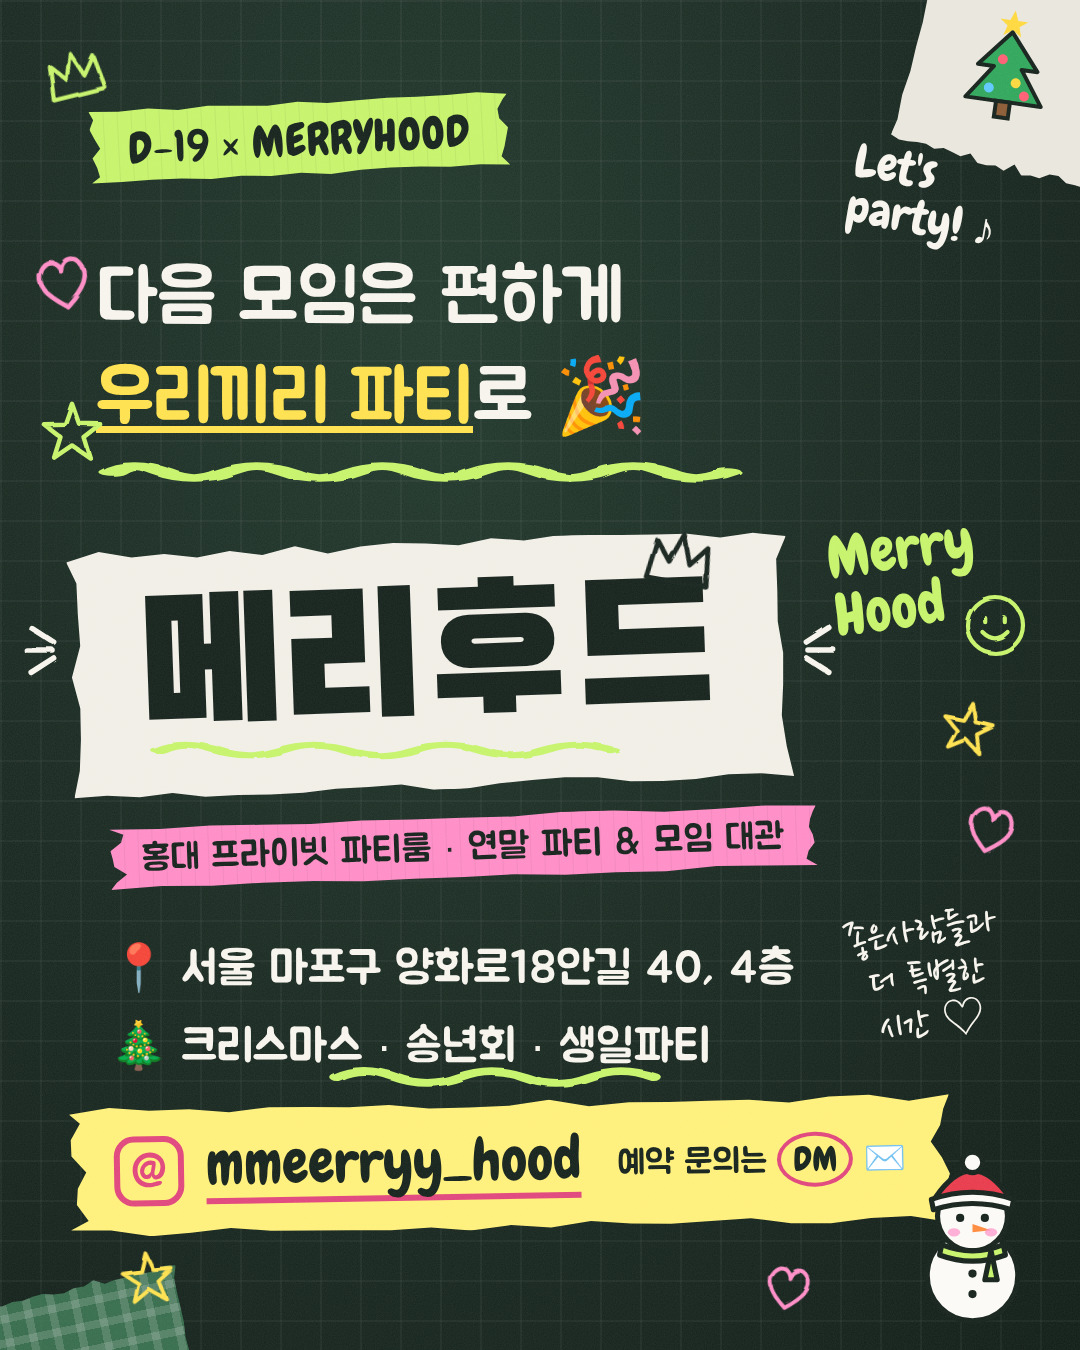 D-19 × MERRYHOOD
Let's
party! ♪
다음 모임은 편하게
우리끼리 파티로 🎉
메리후드
Merry
Hood
홍대 프라이빗 파티룸 · 연말 파티 & 모임 대관
📍 서울 마포구 양화로18안길 40, 4층
🎄 크리스마스 · 송년회 · 생일파티
좋은사람들과
더 특별한
시간 ♡
@ mmeerryy_hood 예약 문의는 DM ✉️